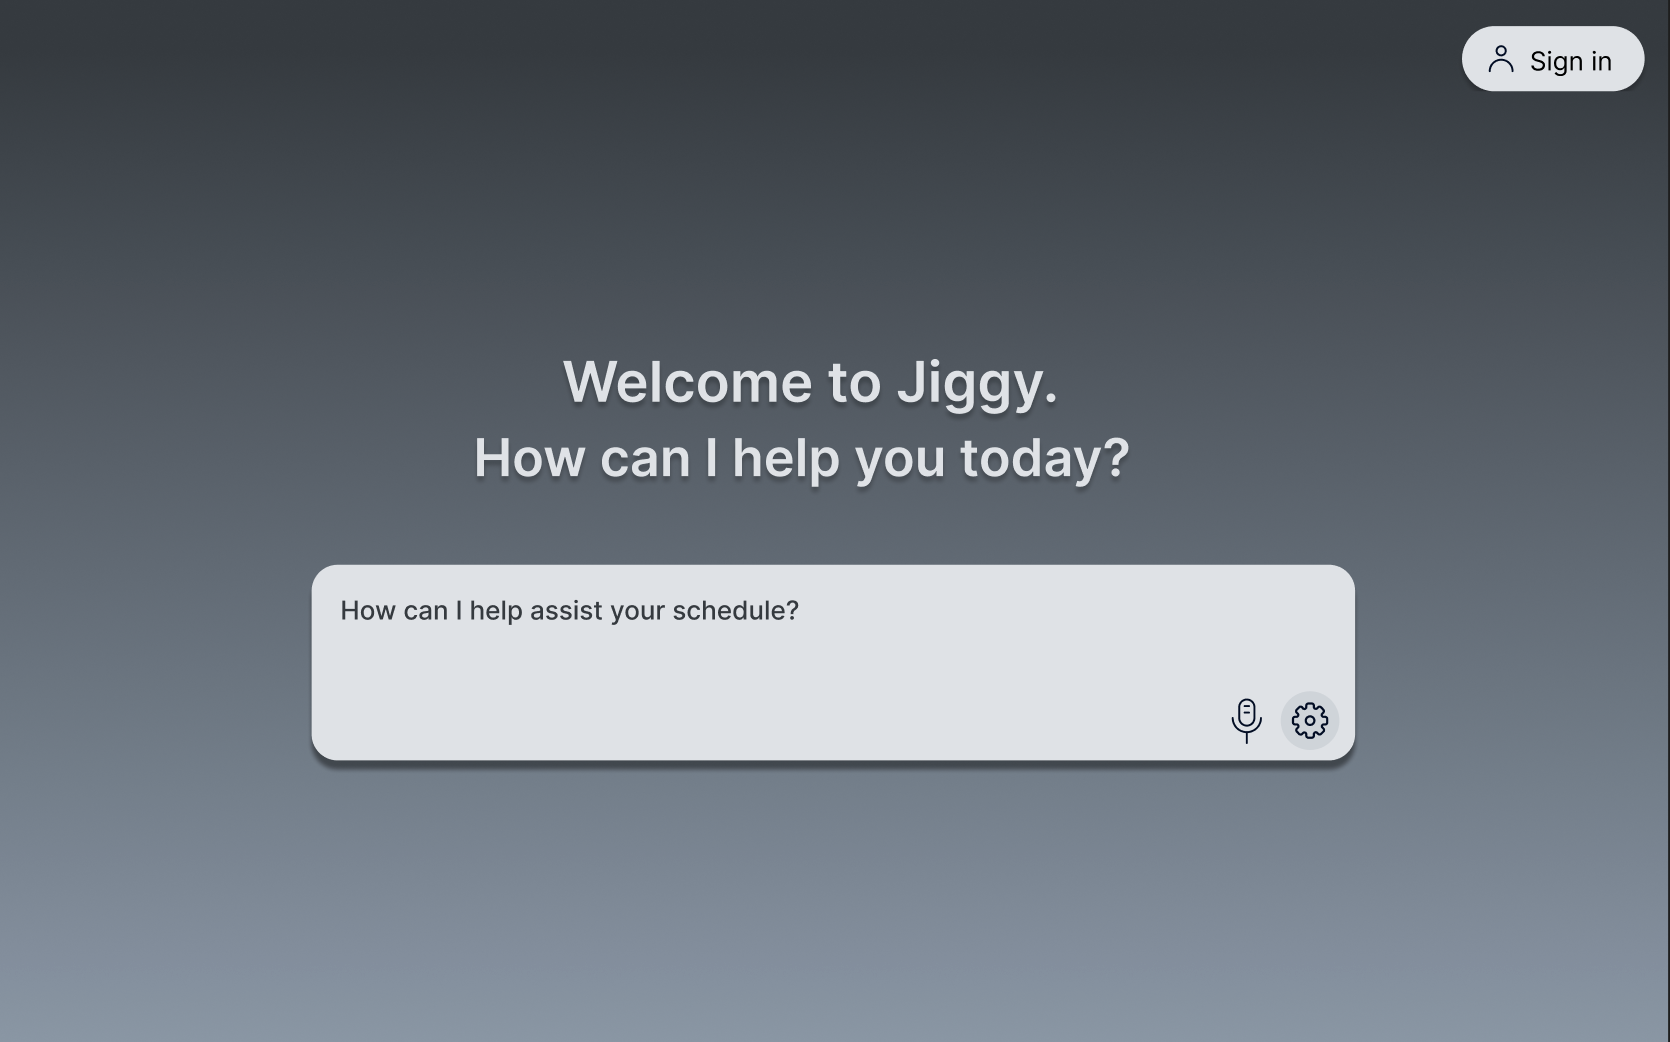 Sign in
Welcome to Jiggy.
How can I help you today?
How can I help assist your schedule?